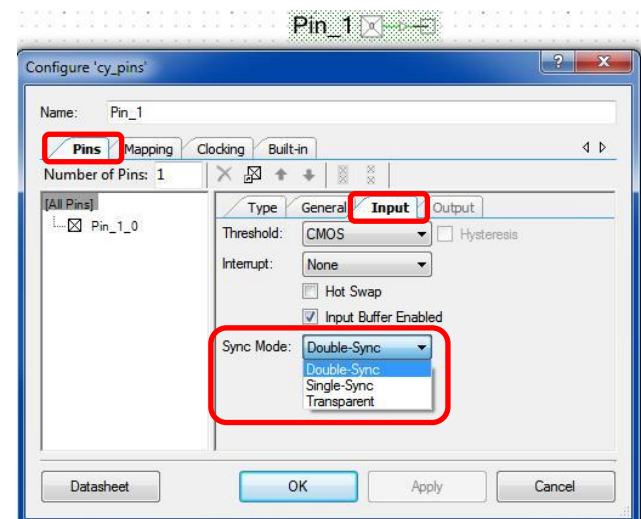 Pin_1
Configure 'cy_pins'
Name: Pin_1
Pins Mapping Clocking Built-in
Number of Pins: 1
[All Pins]
Pin_1_0
Type General Input Output
Threshold: CMOS Hysteresis
Interrupt: None
Hot Swap
Input Buffer Enabled
Sync Mode: Double-Sync
Double-Sync
Single-Sync
Transparent
Datasheet OK Apply Cancel